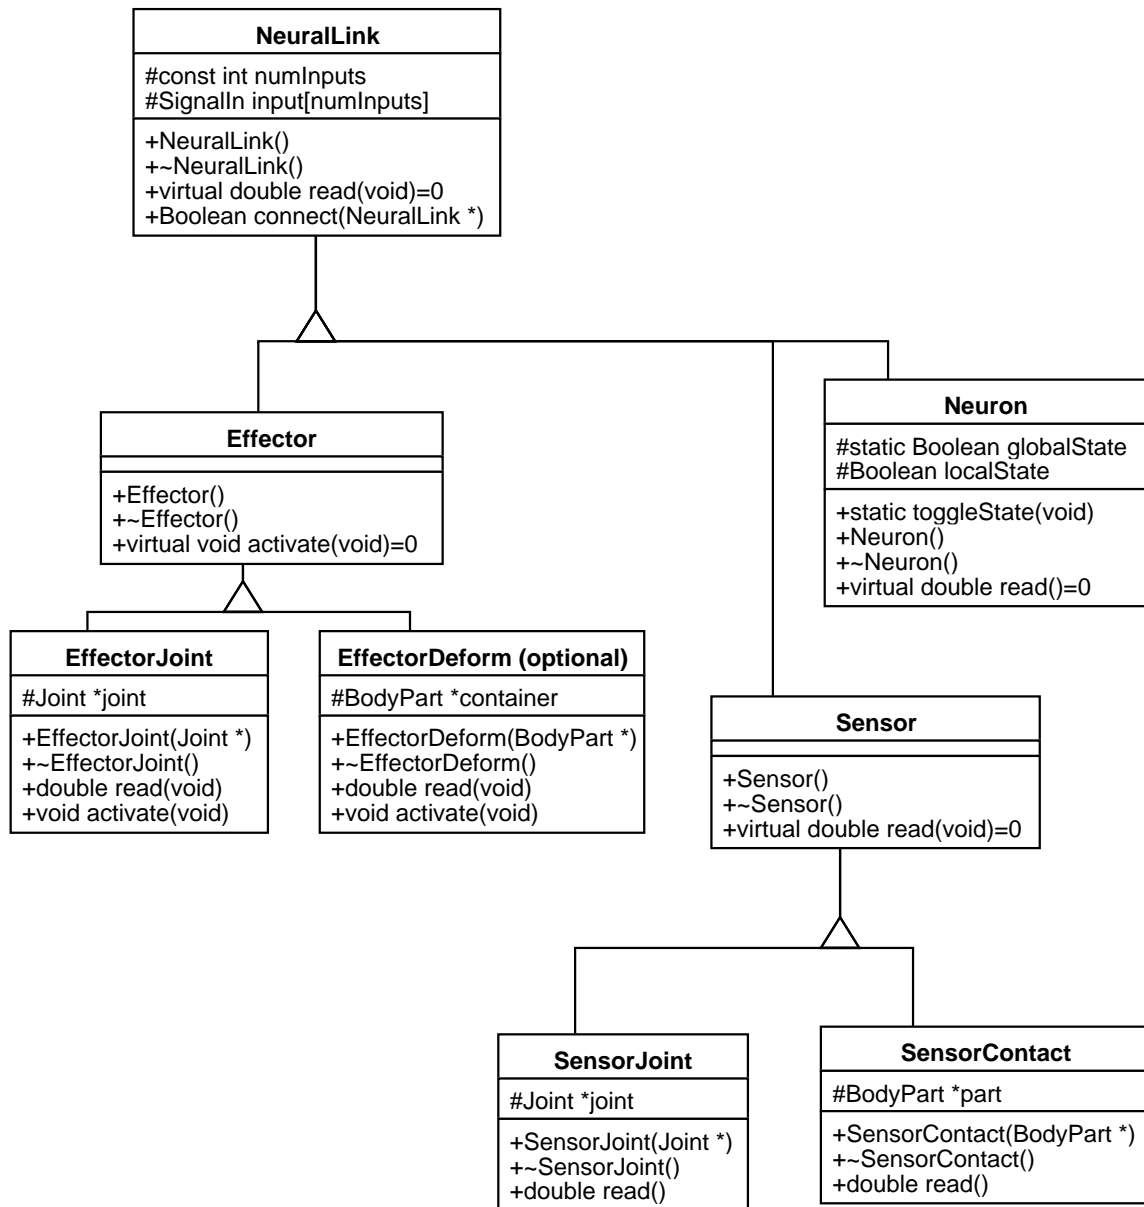 NeuralLink
#const int numInputs
#SignalIn input[numInputs]
+NeuralLink()
+~NeuralLink()
+virtual double read(void)=0
+Boolean connect(NeuralLink *)
Effector
+Effector()
+~Effector()
+virtual void activate(void)=0
Neuron
#static Boolean globalState
#Boolean localState
+static toggleState(void)
+Neuron()
+~Neuron()
+virtual double read()=0
EffectorJoint
#Joint *joint
+EffectorJoint(Joint *)
+~EffectorJoint()
+double read(void)
+void activate(void)
EffectorDeform (optional)
#BodyPart *container
+EffectorDeform(BodyPart *)
+~EffectorDeform()
+double read(void)
+void activate(void)
Sensor
+Sensor()
+~Sensor()
+virtual double read(void)=0
SensorJoint
#Joint *joint
+SensorJoint(Joint *)
+~SensorJoint()
+double read()
SensorContact
#BodyPart *part
+SensorContact(BodyPart *)
+~SensorContact()
+double read()